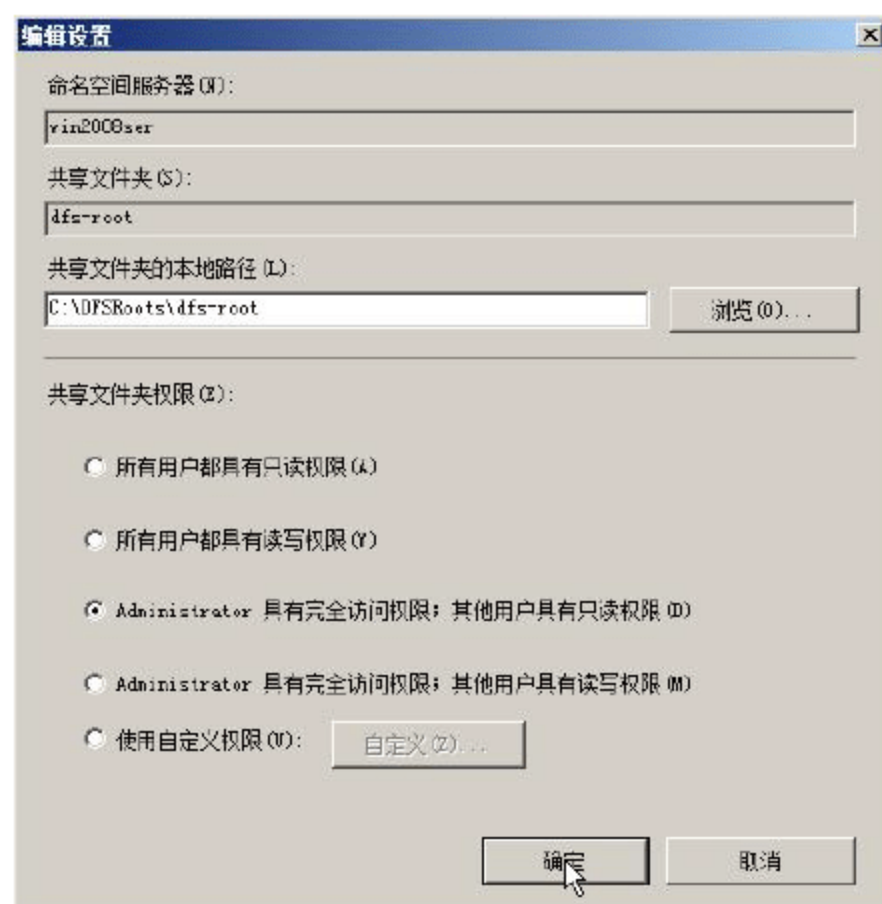 编辑设置
命名空间服务器(N):
win2008ser
共享文件夹(S):
dfs-root
共享文件夹的本地路径(L):
C:\DFSRoots\dfs-root
浏览(O)...
共享文件夹权限(E):
所有用户都具有只读权限(A)
所有用户都具有读写权限(Y)
Administrator 具有完全访问权限；其他用户具有只读权限(D)
Administrator 具有完全访问权限；其他用户具有读写权限(M)
使用自定义权限(U): 自定义(Z)...
确定 取消